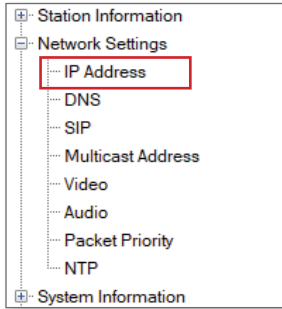 Station Information
Network Settings
IP Address
DNS
SIP
Multicast Address
Video
Audio
Packet Priority
NTP
System Information